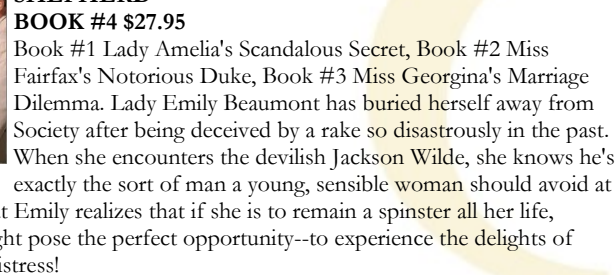 SHEPHERD
BOOK #4 $27.95
Book #1 Lady Amelia's Scandalous Secret, Book #2 Miss
Fairfax's Notorious Duke, Book #3 Miss Georgina's Marriage
Dilemma. Lady Emily Beaumont has buried herself away from
Society after being deceived by a rake so disastrously in the past.
When she encounters the devilish Jackson Wilde, she knows he's
exactly the sort of man a young, sensible woman should avoid at
Emily realizes that if she is to remain a spinster all her life,
pose the perfect opportunity--to experience the delights of